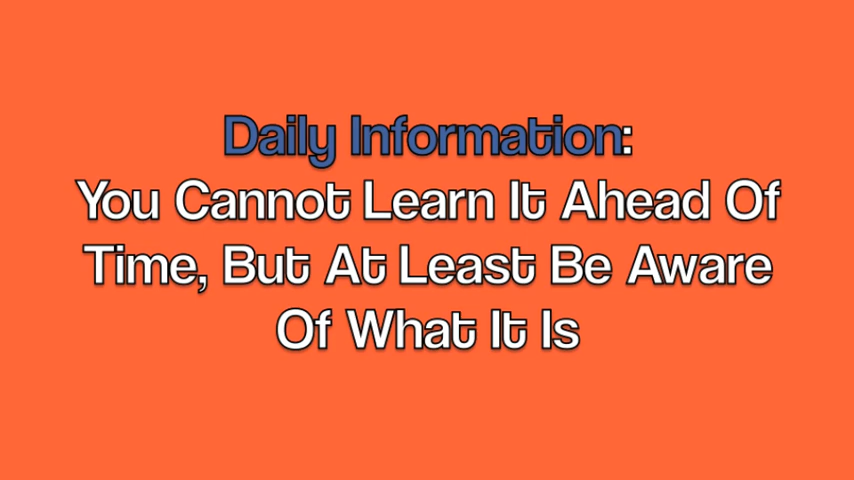 Daily Information:
You Cannot Learn It Ahead Of
Time, But At Least Be Aware
Of What It Is